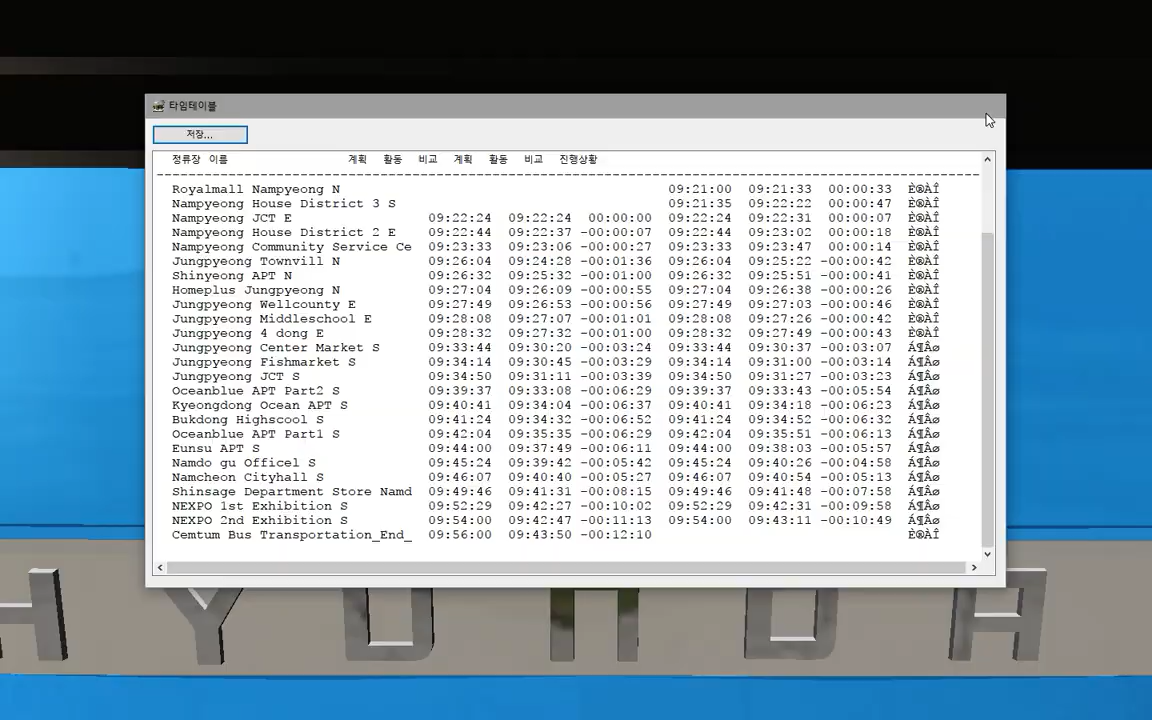 타임테이블
저장...
정류장 이름 계획 활동 비교 계획 활동 비교 진행상황
Royalmall Nampyeong N 09:21:00 09:21:33 00:00:33 È®ÀÎ
Nampyeong House District 3 S 09:21:35 09:22:22 00:00:47 È®ÀÎ
Nampyeong JCT E 09:22:24 09:22:24 00:00:00 09:22:24 09:22:31 00:00:07 È®ÀÎ
Nampyeong House District 2 E 09:22:44 09:22:37 -00:00:07 09:22:44 09:23:02 00:00:18 È®ÀÎ
Nampyeong Community Service Ce 09:23:33 09:23:06 -00:00:27 09:23:33 09:23:47 00:00:14 È®ÀÎ
Jungpyeong Townvill N 09:26:04 09:24:28 -00:01:36 09:26:04 09:25:22 -00:00:42 È®ÀÎ
Shinyeong APT N 09:26:32 09:25:32 -00:01:00 09:26:32 09:25:51 -00:00:41 È®ÀÎ
Homeplus Jungpyeong N 09:27:04 09:26:09 -00:00:55 09:27:04 09:26:38 -00:00:26 È®ÀÎ
Jungpyeong Wellcounty E 09:27:49 09:26:53 -00:00:56 09:27:49 09:27:03 -00:00:46 È®ÀÎ
Jungpyeong Middleschool E 09:28:08 09:27:07 -00:01:01 09:28:08 09:27:26 -00:00:42 È®ÀÎ
Jungpyeong 4 dong E 09:28:32 09:27:32 -00:01:00 09:28:32 09:27:49 -00:00:43 È®ÀÎ
Jungpyeong Center Market S 09:33:44 09:30:20 -00:03:24 09:33:44 09:30:37 -00:03:07 Á¶Âø
Jungpyeong Fishmarket S 09:34:14 09:30:45 -00:03:29 09:34:14 09:31:00 -00:03:14 Á¶Âø
Jungpyeong JCT S 09:34:50 09:31:11 -00:03:39 09:34:50 09:31:27 -00:03:23 Á¶Âø
Oceanblue APT Part2 S 09:39:37 09:33:08 -00:06:29 09:39:37 09:33:43 -00:05:54 Á¶Âø
Kyeongdong Ocean APT S 09:40:41 09:34:04 -00:06:37 09:40:41 09:34:18 -00:06:23 Á¶Âø
Bukdong Highscool S 09:41:24 09:34:32 -00:06:52 09:41:24 09:34:52 -00:06:32 Á¶Âø
Oceanblue APT Part1 S 09:42:04 09:35:35 -00:06:29 09:42:04 09:35:51 -00:06:13 Á¶Âø
Eunsu APT S 09:44:00 09:37:49 -00:06:11 09:44:00 09:38:03 -00:05:57 Á¶Âø
Namdo gu Officel S 09:45:24 09:39:42 -00:05:42 09:45:24 09:40:26 -00:04:58 Á¶Âø
Namcheon Cityhall S 09:46:07 09:40:40 -00:05:27 09:46:07 09:40:54 -00:05:13 Á¶Âø
Shinsage Department Store Namd 09:49:46 09:41:31 -00:08:15 09:49:46 09:41:48 -00:07:58 Á¶Âø
NEXPO 1st Exhibition S 09:52:29 09:42:27 -00:10:02 09:52:29 09:42:31 -00:09:58 Á¶Âø
NEXPO 2nd Exhibition S 09:54:00 09:42:47 -00:11:13 09:54:00 09:43:11 -00:10:49 Á¶Âø
Cemtum Bus Transportation_End_ 09:56:00 09:43:50 -00:12:10 È®ÀÎ